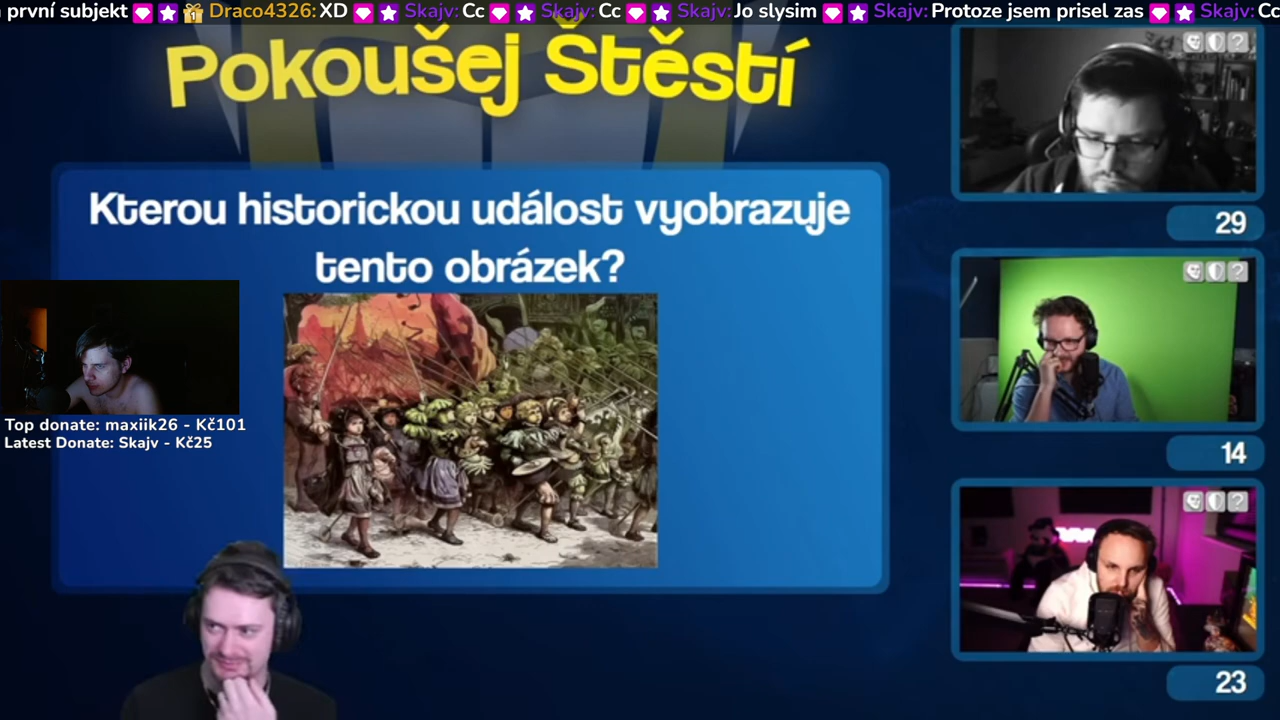 první subjekt Draco4326: XD Skajv: Cc Skajv: Cc Skajv: Jo slysim Skajv: Protoze jsem prisel zas Skajv: Cc
Pokoušej Štěstí
Kterou historickou událost vyobrazuje
tento obrázek?
Top donate: maxiik26 - Kč101
Latest Donate: Skajv - Kč25
29
14
23